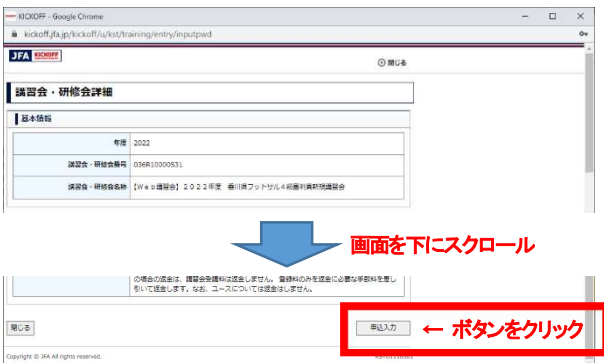 KICKOFF - Google Chrome
kickoff.jfa.jp/kickoff/u/kst/training/entry/inputpwd
JFA KICKOFF
閉じる
講習会・研修会詳細
基本情報
年度 2022
講習会・研修会番号 036R10000531
講習会・研修会名称 【Web講習会】2022年度 香川県フットサル4級審判員新規講習会
画面を下にスクロール
の場合の返金は、講習会受講料は返金しません。登録料のみを返金に必要な手数料を差し
引いて返金します。なお、ユースについては返金はしません。
閉じる
申込入力
← ボタンをクリック
Copyright © JFA All rights reserved.